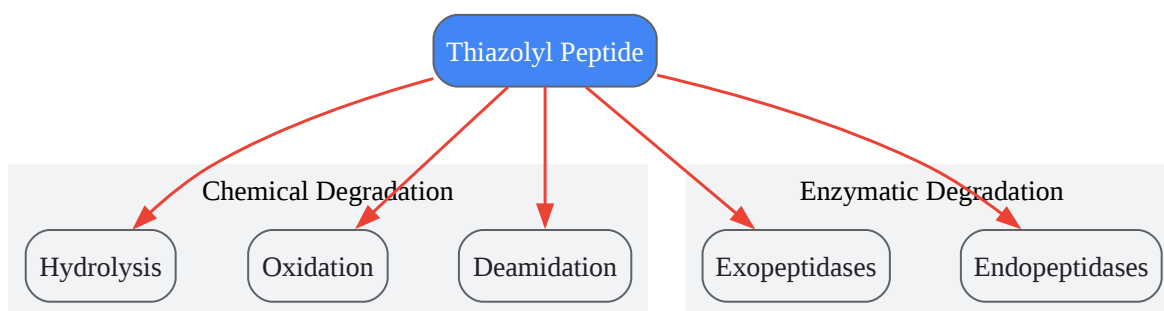 Thiazolyl Peptide
Chemical Degradation
Enzymatic Degradation
Hydrolysis
Oxidation
Deamidation
Exopeptidases
Endopeptidases